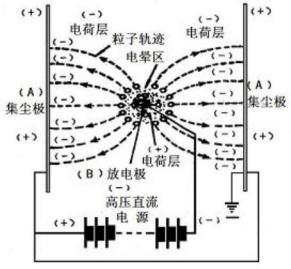 (+) (－) (－) (+)
电荷层 粒子轨迹 电荷层
电晕区
(－) (－)
(－) (－)
(－) (－)
(A) (A)
集尘极 集尘极
(－) (－)
(+) (－) (+) (－) (+)
电荷层
(B) 放电极
(－) (－)
(－)
高压直流
(+) 电 源 (－)